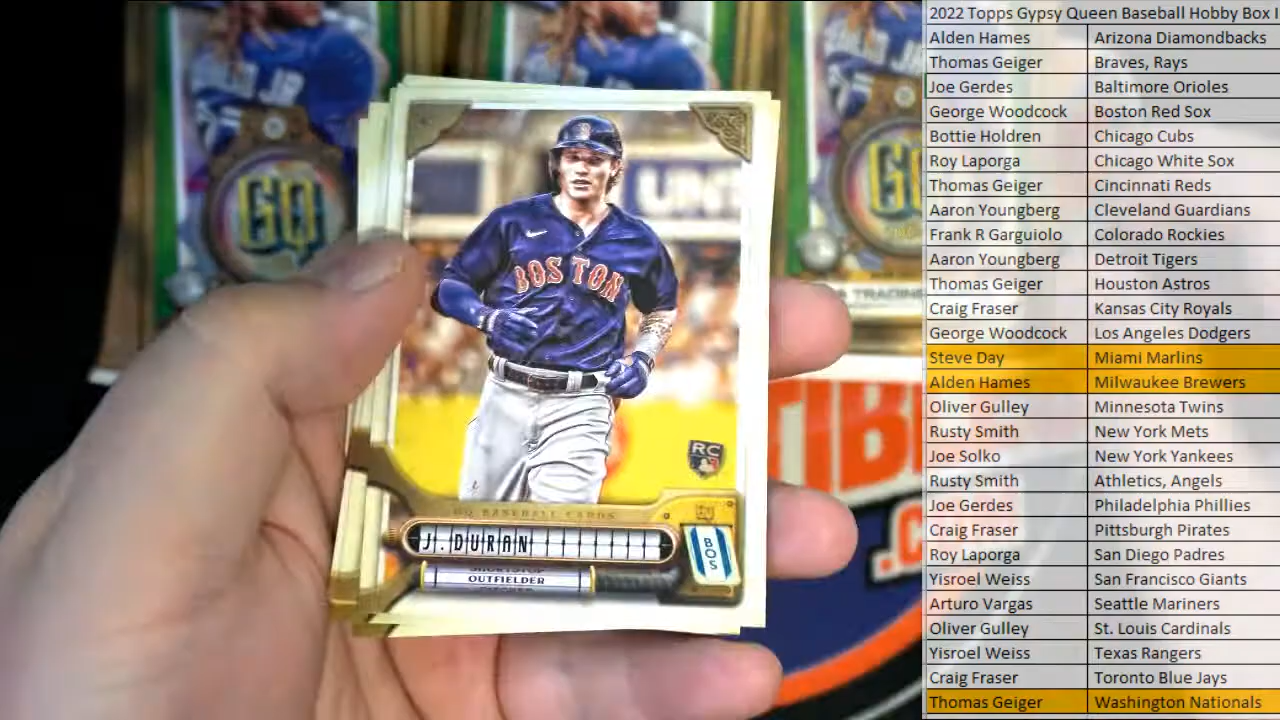 2022 Topps Gypsy Queen Baseball Hobby Box
Alden Hames Arizona Diamondbacks
Thomas Geiger Braves, Rays
Joe Gerdes Baltimore Orioles
George Woodcock Boston Red Sox
Bottie Holdren Chicago Cubs
Roy Laporga Chicago White Sox
Thomas Geiger Cincinnati Reds
Aaron Youngberg Cleveland Guardians
Frank R Garguiolo Colorado Rockies
Aaron Youngberg Detroit Tigers
Thomas Geiger Houston Astros
Craig Fraser Kansas City Royals
George Woodcock Los Angeles Dodgers
Steve Day Miami Marlins
Alden Hames Milwaukee Brewers
Oliver Gulley Minnesota Twins
Rusty Smith New York Mets
Joe Solko New York Yankees
Rusty Smith Athletics, Angels
Joe Gerdes Philadelphia Phillies
Craig Fraser Pittsburgh Pirates
Roy Laporga San Diego Padres
Yisroel Weiss San Francisco Giants
Arturo Vargas Seattle Mariners
Oliver Gulley St. Louis Cardinals
Yisroel Weiss Texas Rangers
Craig Fraser Toronto Blue Jays
Thomas Geiger Washington Nationals
GQ
GQ
BOSTON
RC
GQ BASEBALL CARDS
J. DURAN
BOS
SHORTSTOP
OUTFIELDER